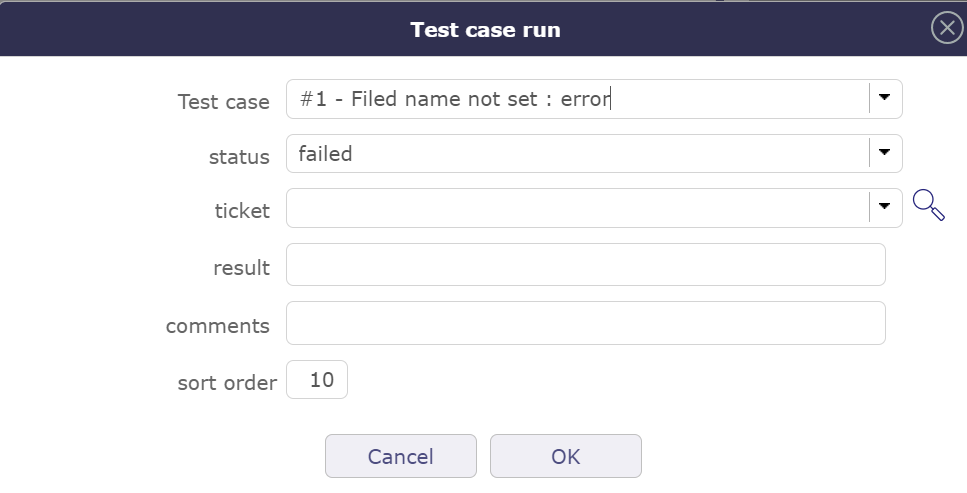 Test case run
Test case #1 - Filed name not set : error
status failed
ticket
result
comments
sort order 10
Cancel OK